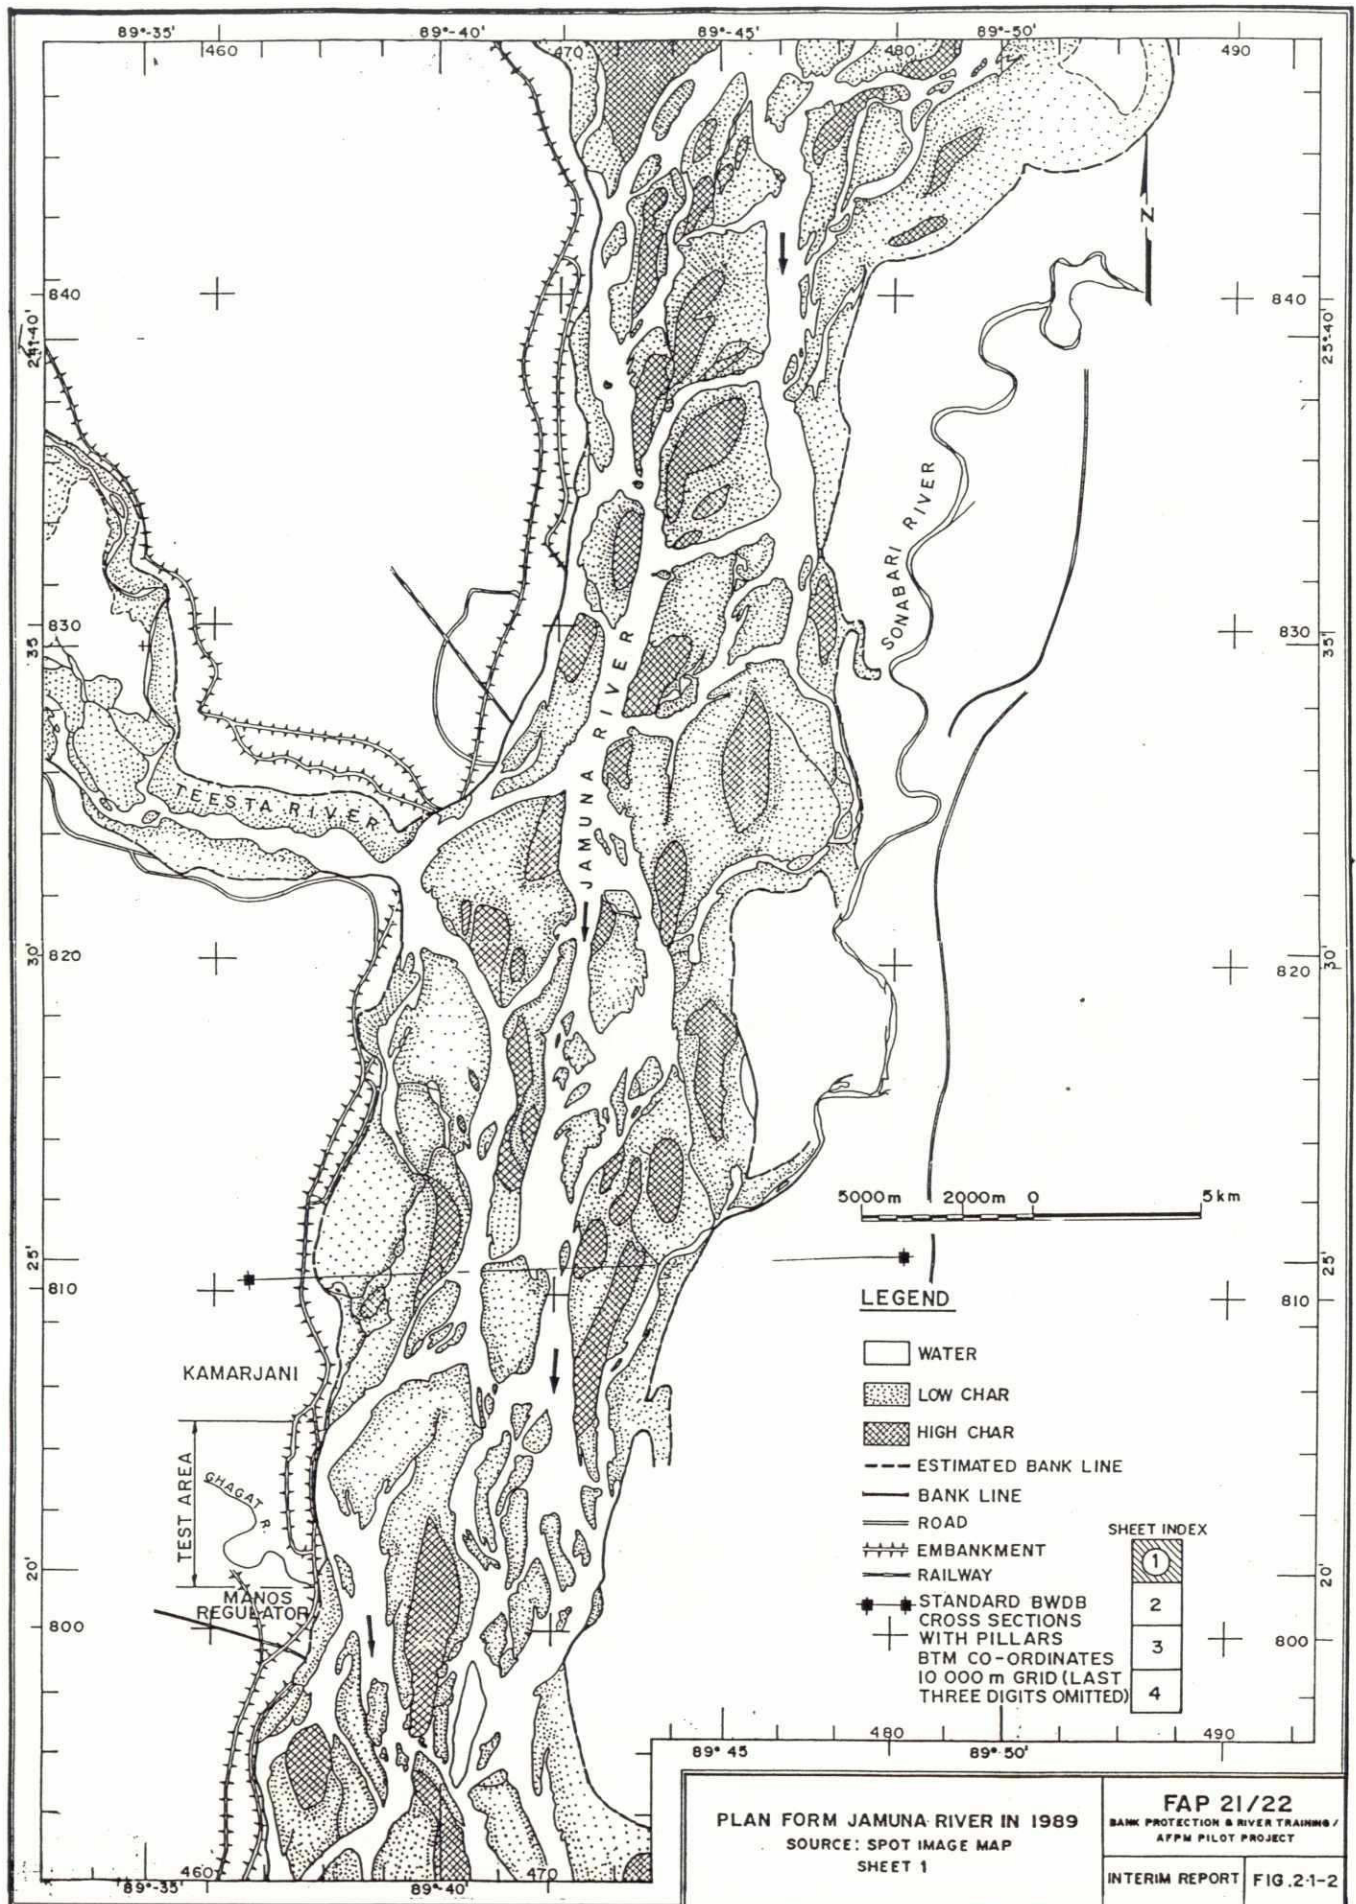 89°-35'
460
89°-40'
470
89°-45'
480
89°-50'
490
N
840
840
25°-40'
25°-40'
SONABARI RIVER
830
830
35'
35'
JAMUNA RIVER
TEESTA RIVER
30'
820
820
30'
5000m 2000m 0 5km
25'
810
810
25'
LEGEND
WATER
LOW CHAR
HIGH CHAR
ESTIMATED BANK LINE
BANK LINE
ROAD
EMBANKMENT
RAILWAY
STANDARD BWDB
CROSS SECTIONS
WITH PILLARS
BTM CO-ORDINATES
10 000 m GRID (LAST
THREE DIGITS OMITTED)
SHEET INDEX
1
2
3
4
KAMARJANI
TEST AREA
GHAGAT R.
MANOS
REGULATOR
20'
20'
800
800
480
490
89°45
89°50'
460
470
89°-35'
89°-40'
PLAN FORM JAMUNA RIVER IN 1989
SOURCE: SPOT IMAGE MAP
SHEET 1
FAP 21/22
BANK PROTECTION & RIVER TRAINING /
AFPM PILOT PROJECT
INTERIM REPORT
FIG.2.1-2